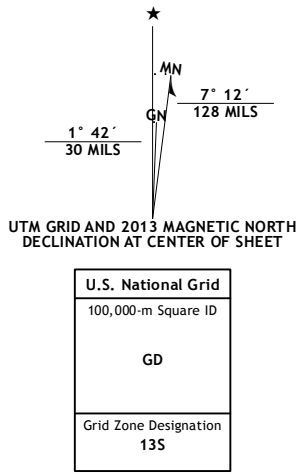 ★
MN
GN
7° 12´
128 MILS
1° 42´
30 MILS
UTM GRID AND 2013 MAGNETIC NORTH
DECLINATION AT CENTER OF SHEET
U.S. National Grid
100,000-m Square ID
GD
Grid Zone Designation
13S